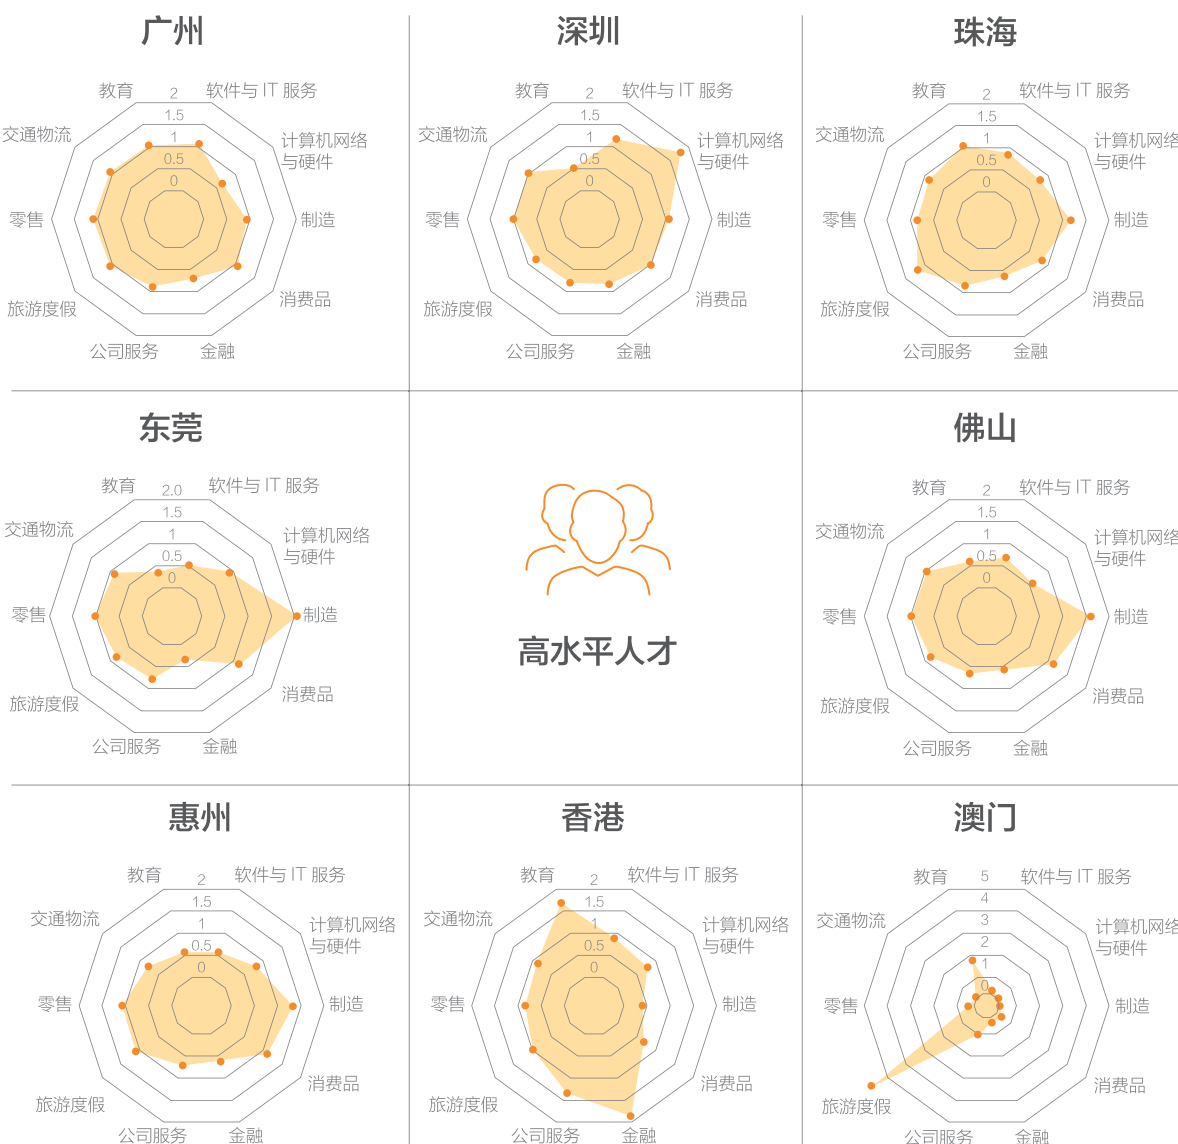 广州
教育
2
软件与 IT 服务
1.5
交通物流
1
计算机网络
与硬件
0.5
0
零售
制造
旅游度假
消费品
公司服务
金融
深圳
教育
2
软件与 IT 服务
1.5
交通物流
1
计算机网络
与硬件
0.5
0
零售
制造
旅游度假
消费品
公司服务
金融
珠海
教育
2
软件与 IT 服务
1.5
交通物流
1
计算机网络
与硬件
0.5
0
零售
制造
旅游度假
消费品
公司服务
金融
东莞
教育
2.0
软件与 IT 服务
1.5
交通物流
1
计算机网络
与硬件
0.5
0
零售
制造
旅游度假
消费品
公司服务
金融
高水平人才
佛山
教育
2
软件与 IT 服务
1.5
交通物流
1
计算机网络
与硬件
0.5
0
零售
制造
旅游度假
消费品
公司服务
金融
惠州
教育
2
软件与 IT 服务
1.5
交通物流
1
计算机网络
与硬件
0.5
0
零售
制造
旅游度假
消费品
公司服务
金融
香港
教育
2
软件与 IT 服务
1.5
交通物流
1
计算机网络
与硬件
0.5
0
零售
制造
旅游度假
消费品
公司服务
金融
澳门
教育
5
软件与 IT 服务
4
交通物流
3
计算机网络
与硬件
2
1
0
零售
制造
旅游度假
消费品
公司服务
金融